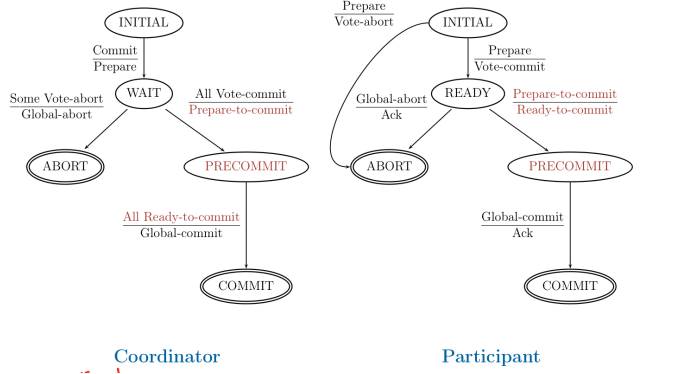 INITIAL
Commit
Prepare
WAIT
Some Vote-abort
Global-abort
All Vote-commit
Prepare-to-commit
ABORT
PRECOMMIT
All Ready-to-commit
Global-commit
COMMIT
Coordinator
Prepare
Vote-abort
INITIAL
Prepare
Vote-commit
READY
Global-abort
Ack
Prepare-to-commit
Ready-to-commit
ABORT
PRECOMMIT
Global-commit
Ack
COMMIT
Participant